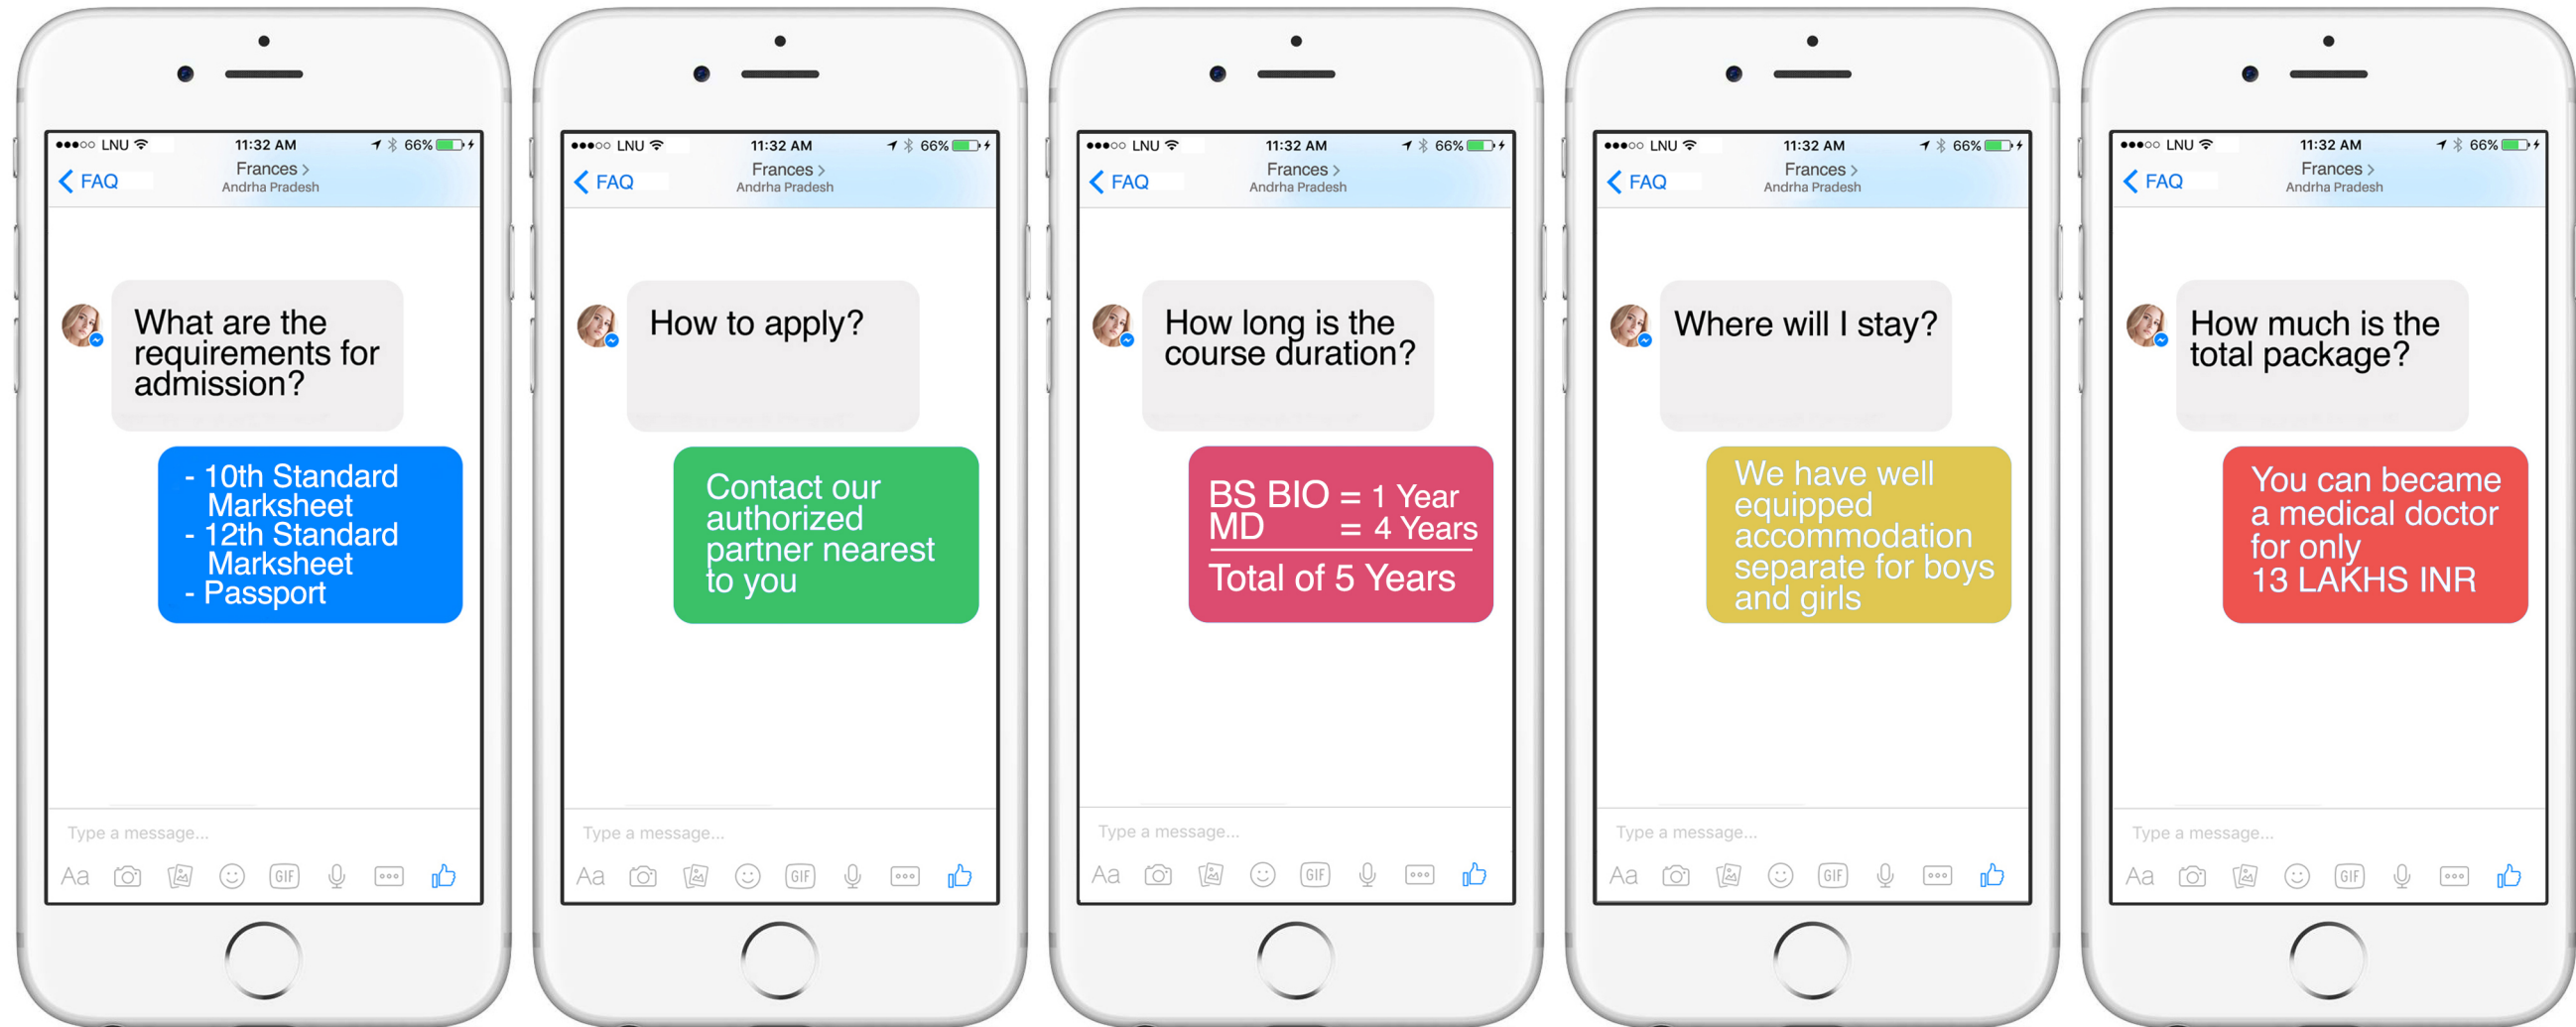 ●●●○○ LNU 11:32 AM 66%
FAQ Frances >
Andrha Pradesh
What are the
requirements for
admission?
- 10th Standard
Marksheet
- 12th Standard
Marksheet
- Passport
Type a message...
Aa GIF
●●●○○ LNU 11:32 AM 66%
FAQ Frances >
Andrha Pradesh
How to apply?
Contact our
authorized
partner nearest
to you
Type a message...
Aa GIF
●●●○○ LNU 11:32 AM 66%
FAQ Frances >
Andrha Pradesh
How long is the
course duration?
BS BIO = 1 Year
MD = 4 Years
Total of 5 Years
Type a message...
Aa GIF
●●●○○ LNU 11:32 AM 66%
FAQ Frances >
Andrha Pradesh
Where will I stay?
We have well
equipped
accommodation
separate for boys
and girls
Type a message...
Aa GIF
●●●○○ LNU 11:32 AM 66%
FAQ Frances >
Andrha Pradesh
How much is the
total package?
You can became
a medical doctor
for only
13 LAKHS INR
Type a message...
Aa GIF